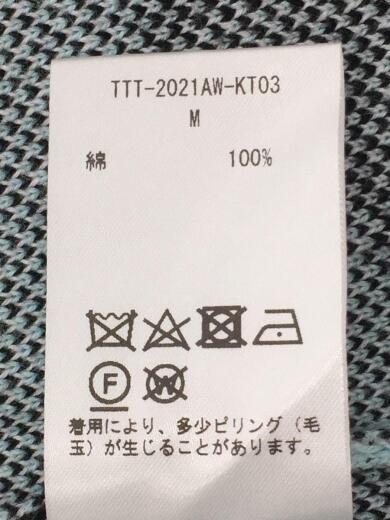 TTT-2021AW-KT03
M
綿 100%
F W
着用により、多少ピリング（毛
玉）が生じることがあります。